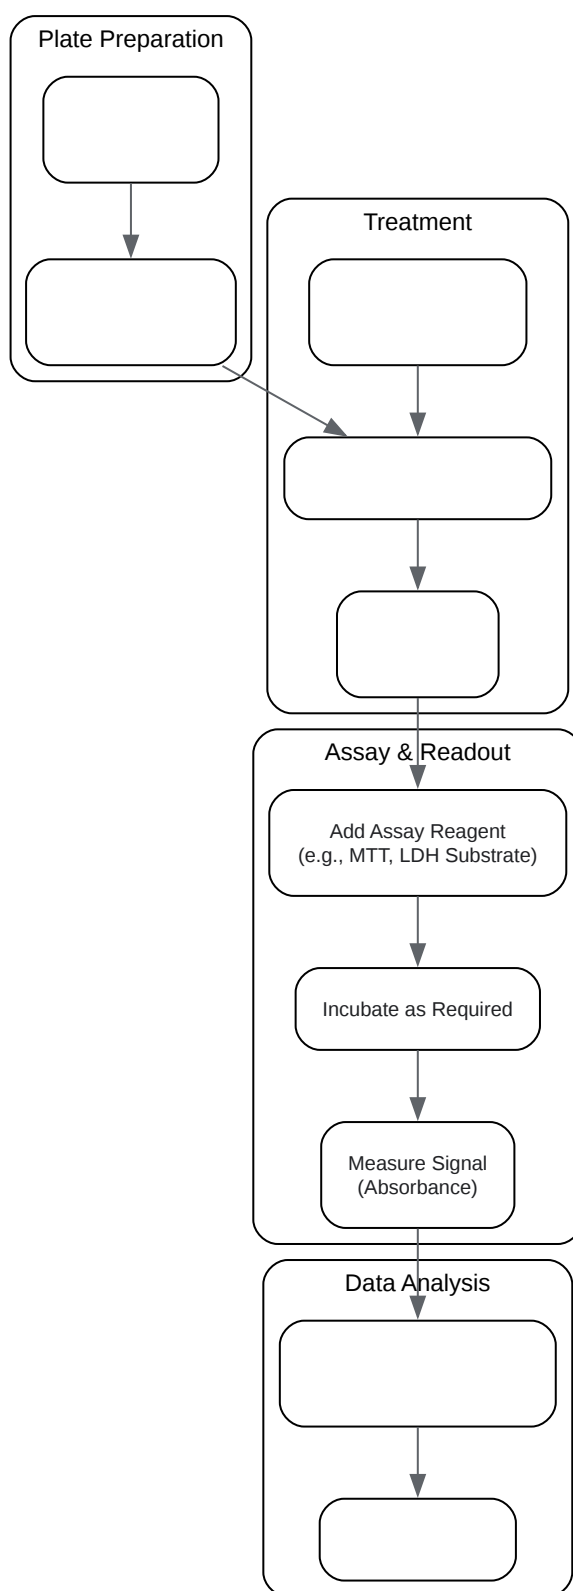 Plate Preparation
Treatment
Assay & Readout
Add Assay Reagent
(e.g., MTT, LDH Substrate)
Incubate as Required
Measure Signal
(Absorbance)
Data Analysis